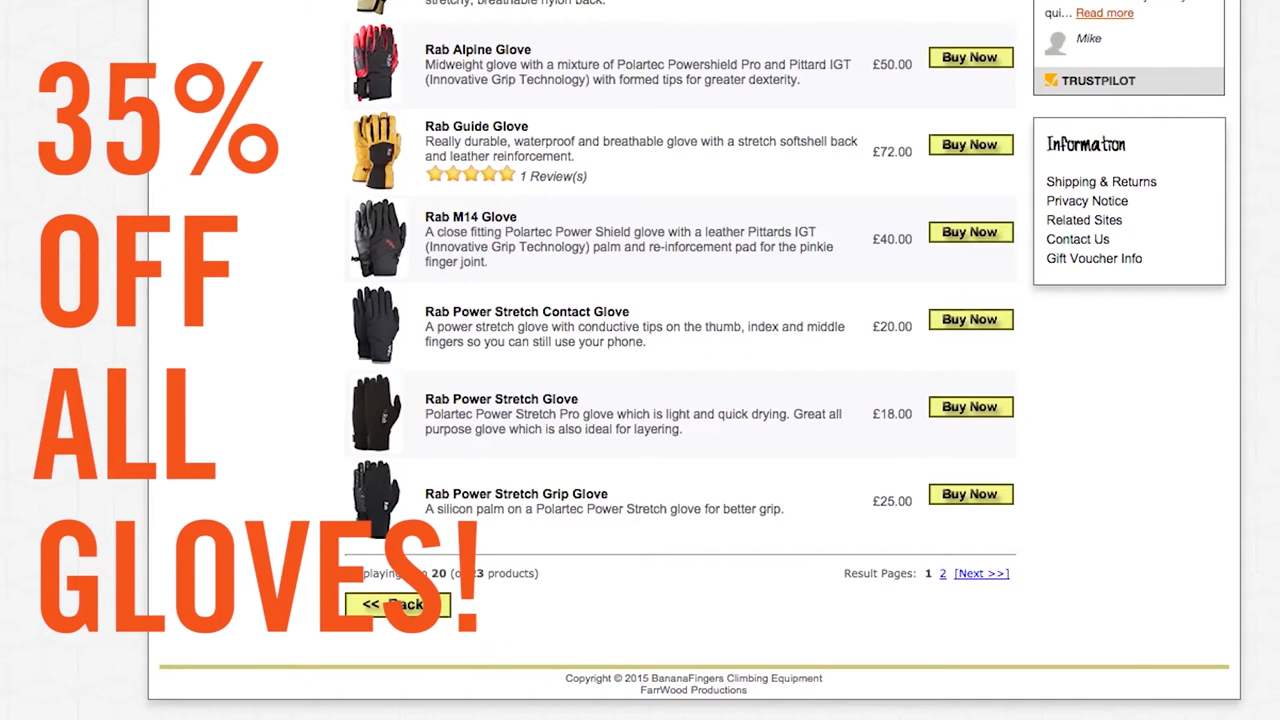 35%
OFF
ALL
GLOVES!
stretchy, breathable nylon back.
Rab Alpine Glove
Midweight glove with a mixture of Polartec Powershield Pro and Pittard IGT
(Innovative Grip Technology) with formed tips for greater dexterity.
£50.00
Buy Now
Rab Guide Glove
Really durable, waterproof and breathable glove with a stretch softshell back
and leather reinforcement.
1 Review(s)
£72.00
Buy Now
Rab M14 Glove
A close fitting Polartec Power Shield glove with a leather Pittards IGT
(Innovative Grip Technology) palm and re-inforcement pad for the pinkie
finger joint.
£40.00
Buy Now
Rab Power Stretch Contact Glove
A power stretch glove with conductive tips on the thumb, index and middle
fingers so you can still use your phone.
£20.00
Buy Now
Rab Power Stretch Glove
Polartec Power Stretch Pro glove which is light and quick drying. Great all
purpose glove which is also ideal for layering.
£18.00
Buy Now
Rab Power Stretch Grip Glove
A silicon palm on a Polartec Power Stretch glove for better grip.
£25.00
Buy Now
20 products)
Result Pages: 1 2 [Next >>]
<< Back
qui... Read more
Mike
TRUSTPILOT
Information
Shipping & Returns
Privacy Notice
Related Sites
Contact Us
Gift Voucher Info
Copyright © 2015 BananaFingers Climbing Equipment
FarrWood Productions